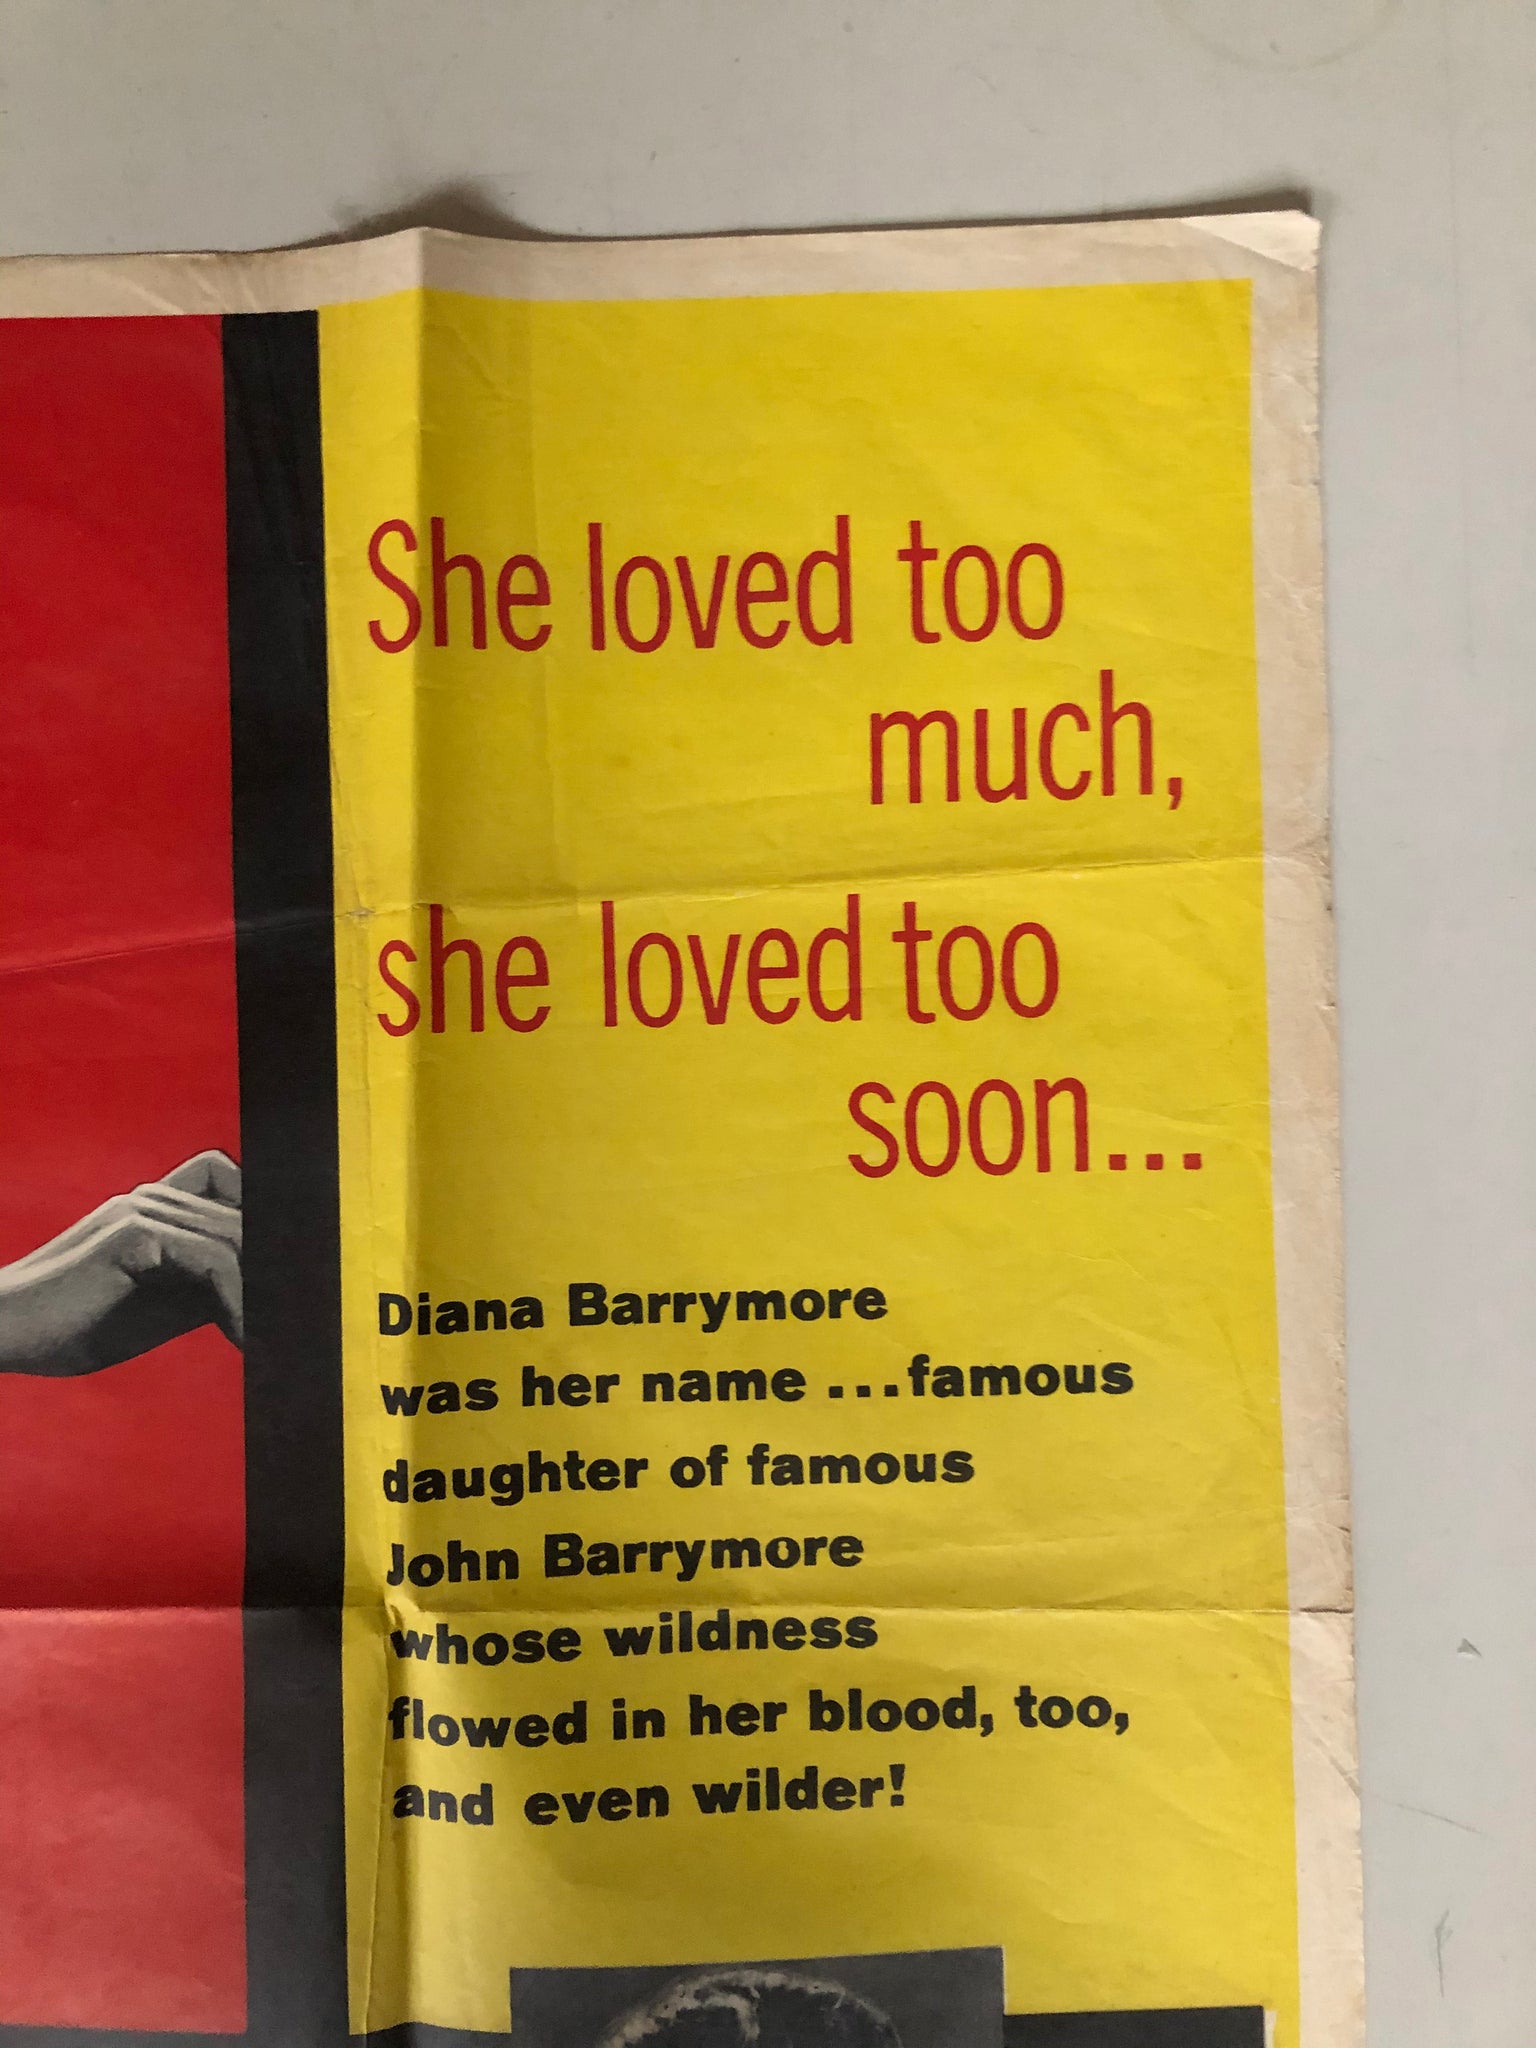 She loved too
much,
she loved too
soon...
Diana Barrymore
was her name ...famous
daughter of famous
John Barrymore
whose wildness
flowed in her blood, too,
and even wilder!